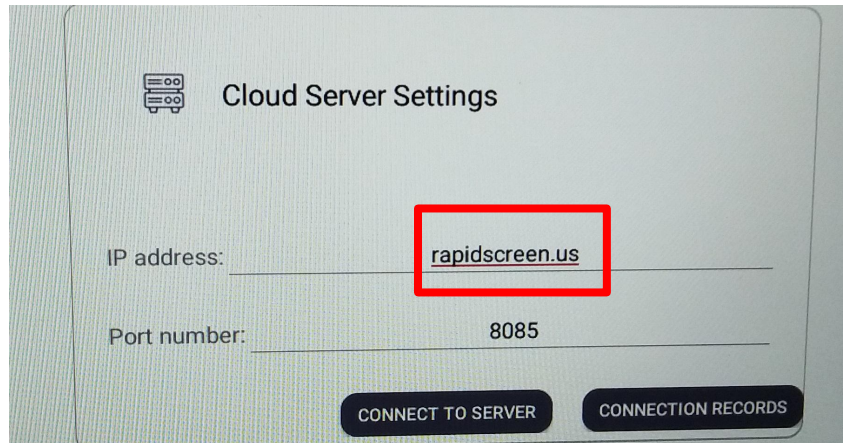 Cloud Server Settings
IP address: rapidscreen.us
Port number: 8085
CONNECT TO SERVER CONNECTION RECORDS